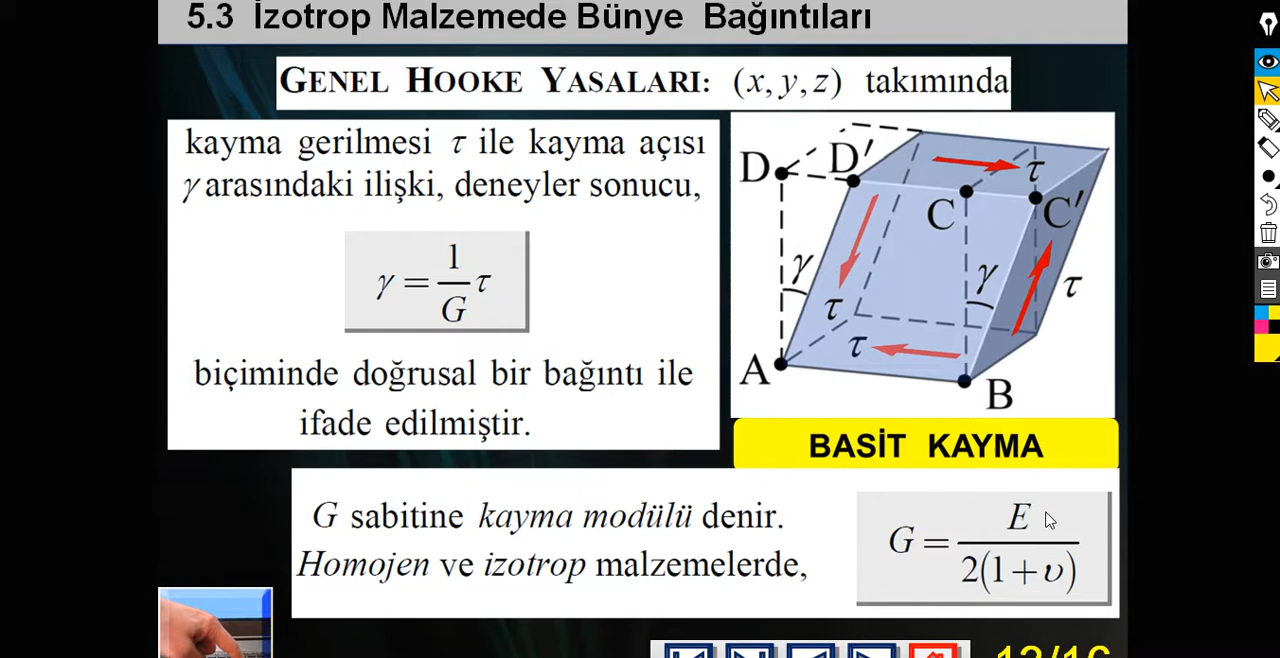 5.3 İzotrop Malzemede Bünye Bağıntıları
GENEL HOOKE YASALARI: (x, y, z) takımında
kayma gerilmesi τ ile kayma açısı
γ arasındaki ilişki, deneyler sonucu,
γ = 1/G τ
biçiminde doğrusal bir bağıntı ile
ifade edilmiştir.
D
D′
C
C′
τ
γ
γ
τ
τ
τ
A
B
BASİT KAYMA
G sabitine kayma modülü denir.
Homojen ve izotrop malzemelerde,
G = E / 2(1+υ)